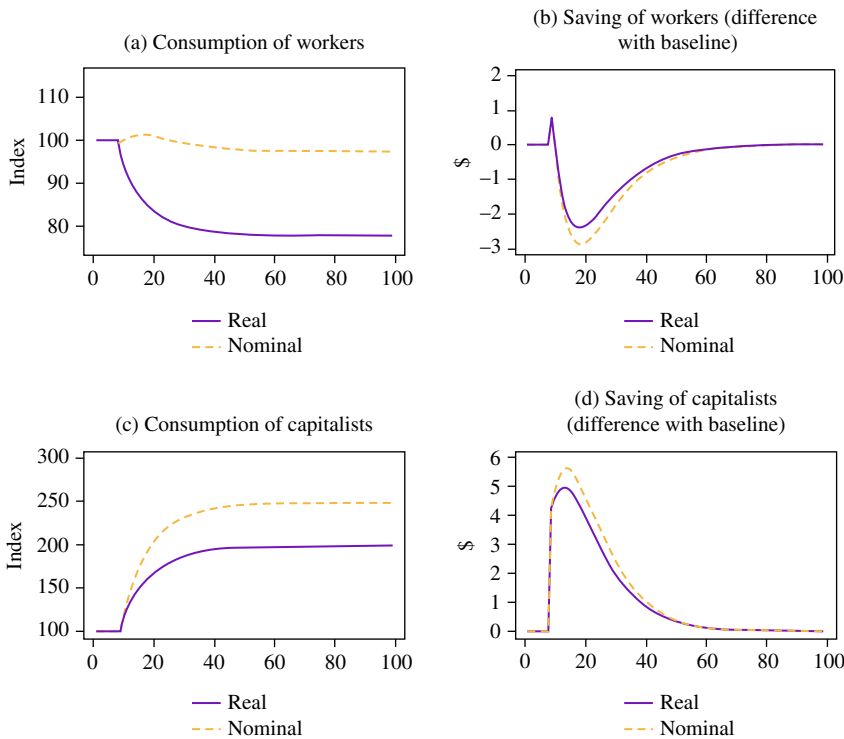 (a) Consumption of workers
Index
110
100
90
80
0 20 40 60 80 100
Real
Nominal
(b) Saving of workers (difference
with baseline)
$
2
1
0
–1
–2
–3
0 20 40 60 80 100
Real
Nominal
(c) Consumption of capitalists
Index
300
250
200
150
100
0 20 40 60 80 100
Real
Nominal
(d) Saving of capitalists
(difference with baseline)
$
6
5
4
3
2
1
0
0 20 40 60 80 100
Real
Nominal